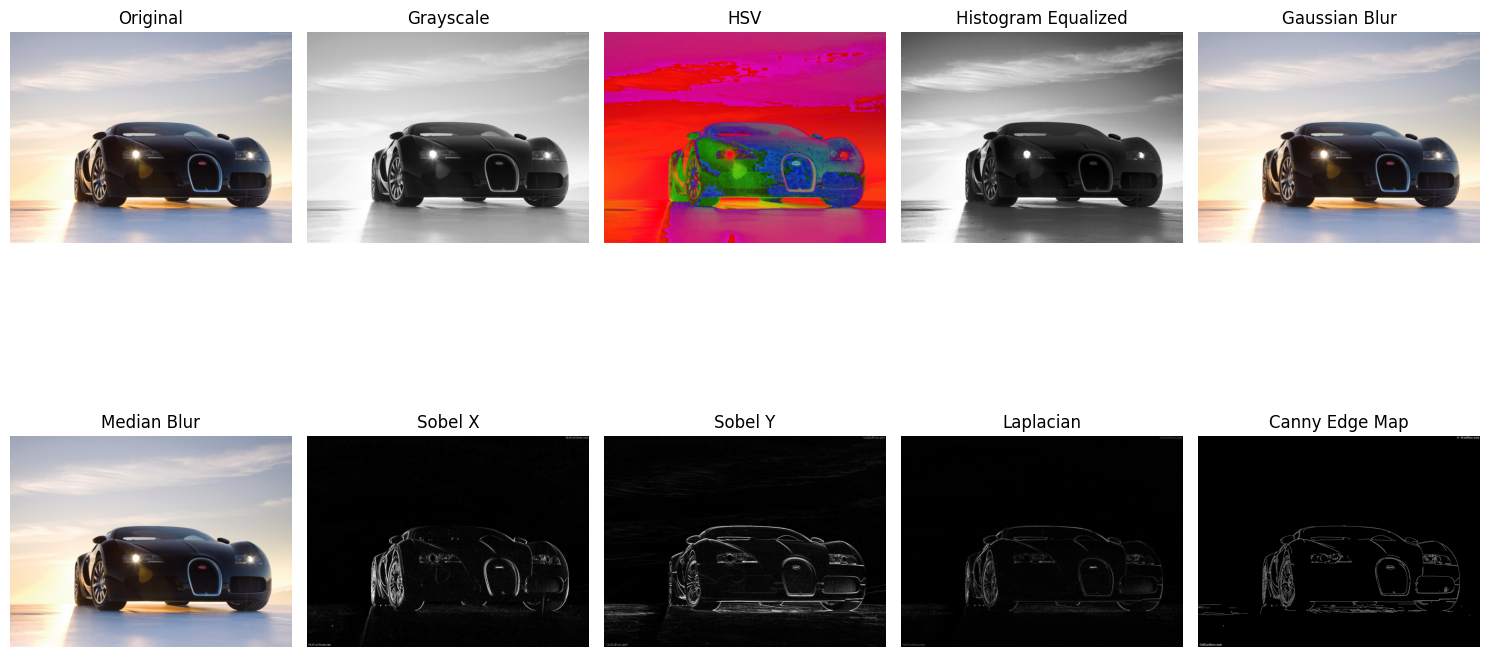 Original
Grayscale
HSV
Histogram Equalized
Gaussian Blur
Median Blur
Sobel X
Sobel Y
Laplacian
Canny Edge Map